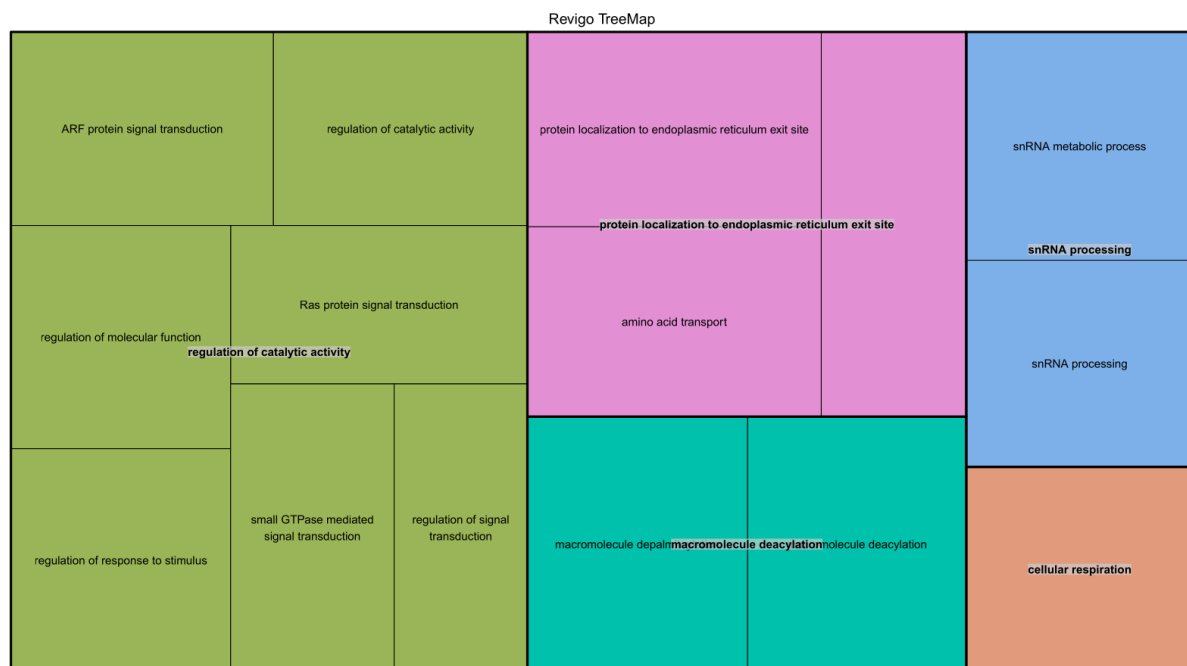 Revigo TreeMap
ARF protein signal transduction
regulation of catalytic activity
protein localization to endoplasmic reticulum exit site
snRNA metabolic process
protein localization to endoplasmic reticulum exit site
snRNA processing
Ras protein signal transduction
amino acid transport
regulation of molecular function
regulation of catalytic activity
snRNA processing
small GTPase mediated
signal transduction
regulation of signal
transduction
regulation of response to stimulus
macromolecule
macromolecule deacylation
deacylation
cellular respiration